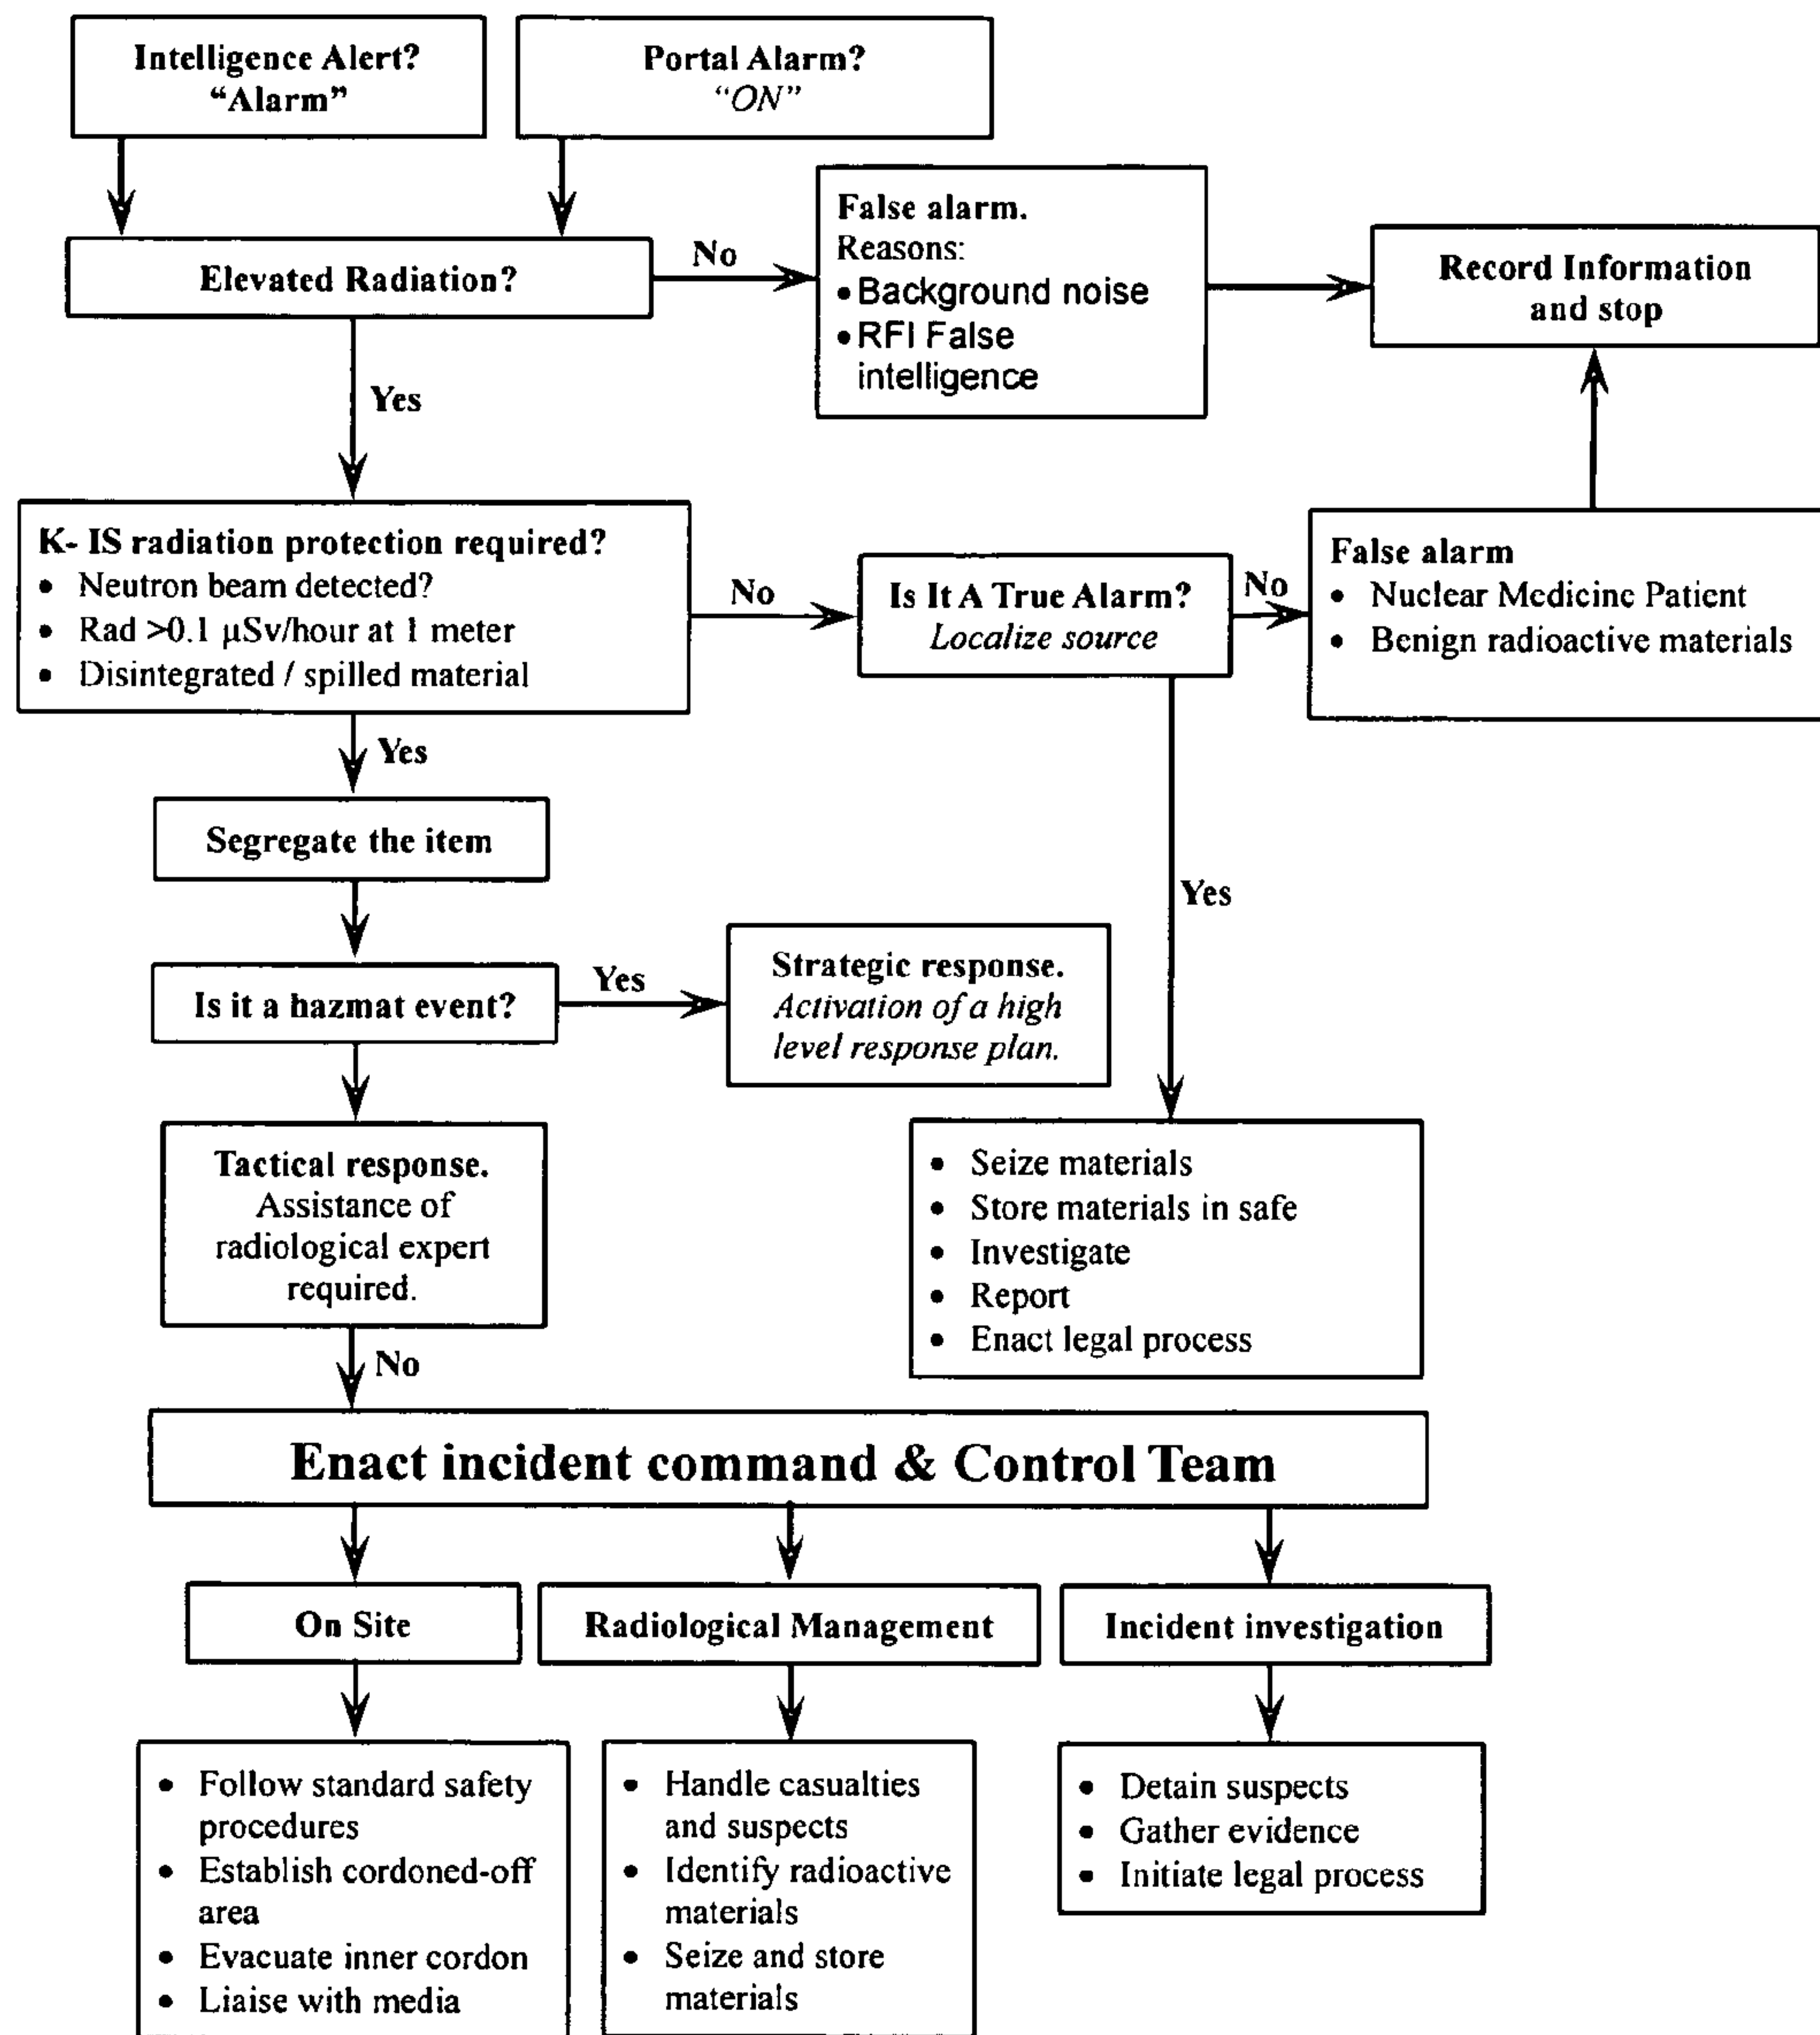 Intelligence Alert?
“Alarm”
Portal Alarm?
“ON”
Elevated Radiation?
No
False alarm.
Reasons:
• Background noise
• RFI False
intelligence
Record Information
and stop
Yes
K- IS radiation protection required?
• Neutron beam detected?
• Rad >0.1 μSv/hour at 1 meter
• Disintegrated / spilled material
No
Is It A True Alarm?
Localize source
No
False alarm
• Nuclear Medicine Patient
• Benign radioactive materials
Yes
Segregate the item
Yes
Is it a hazmat event?
Yes
Strategic response.
Activation of a high
level response plan.
Tactical response.
Assistance of
radiological expert
required.
• Seize materials
• Store materials in safe
• Investigate
• Report
• Enact legal process
No
Enact incident command & Control Team
On Site
Radiological Management
Incident investigation
• Follow standard safety
procedures
• Establish cordoned-off
area
• Evacuate inner cordon
• Liaise with media
• Handle casualties
and suspects
• Identify radioactive
materials
• Seize and store
materials
• Detain suspects
• Gather evidence
• Initiate legal process